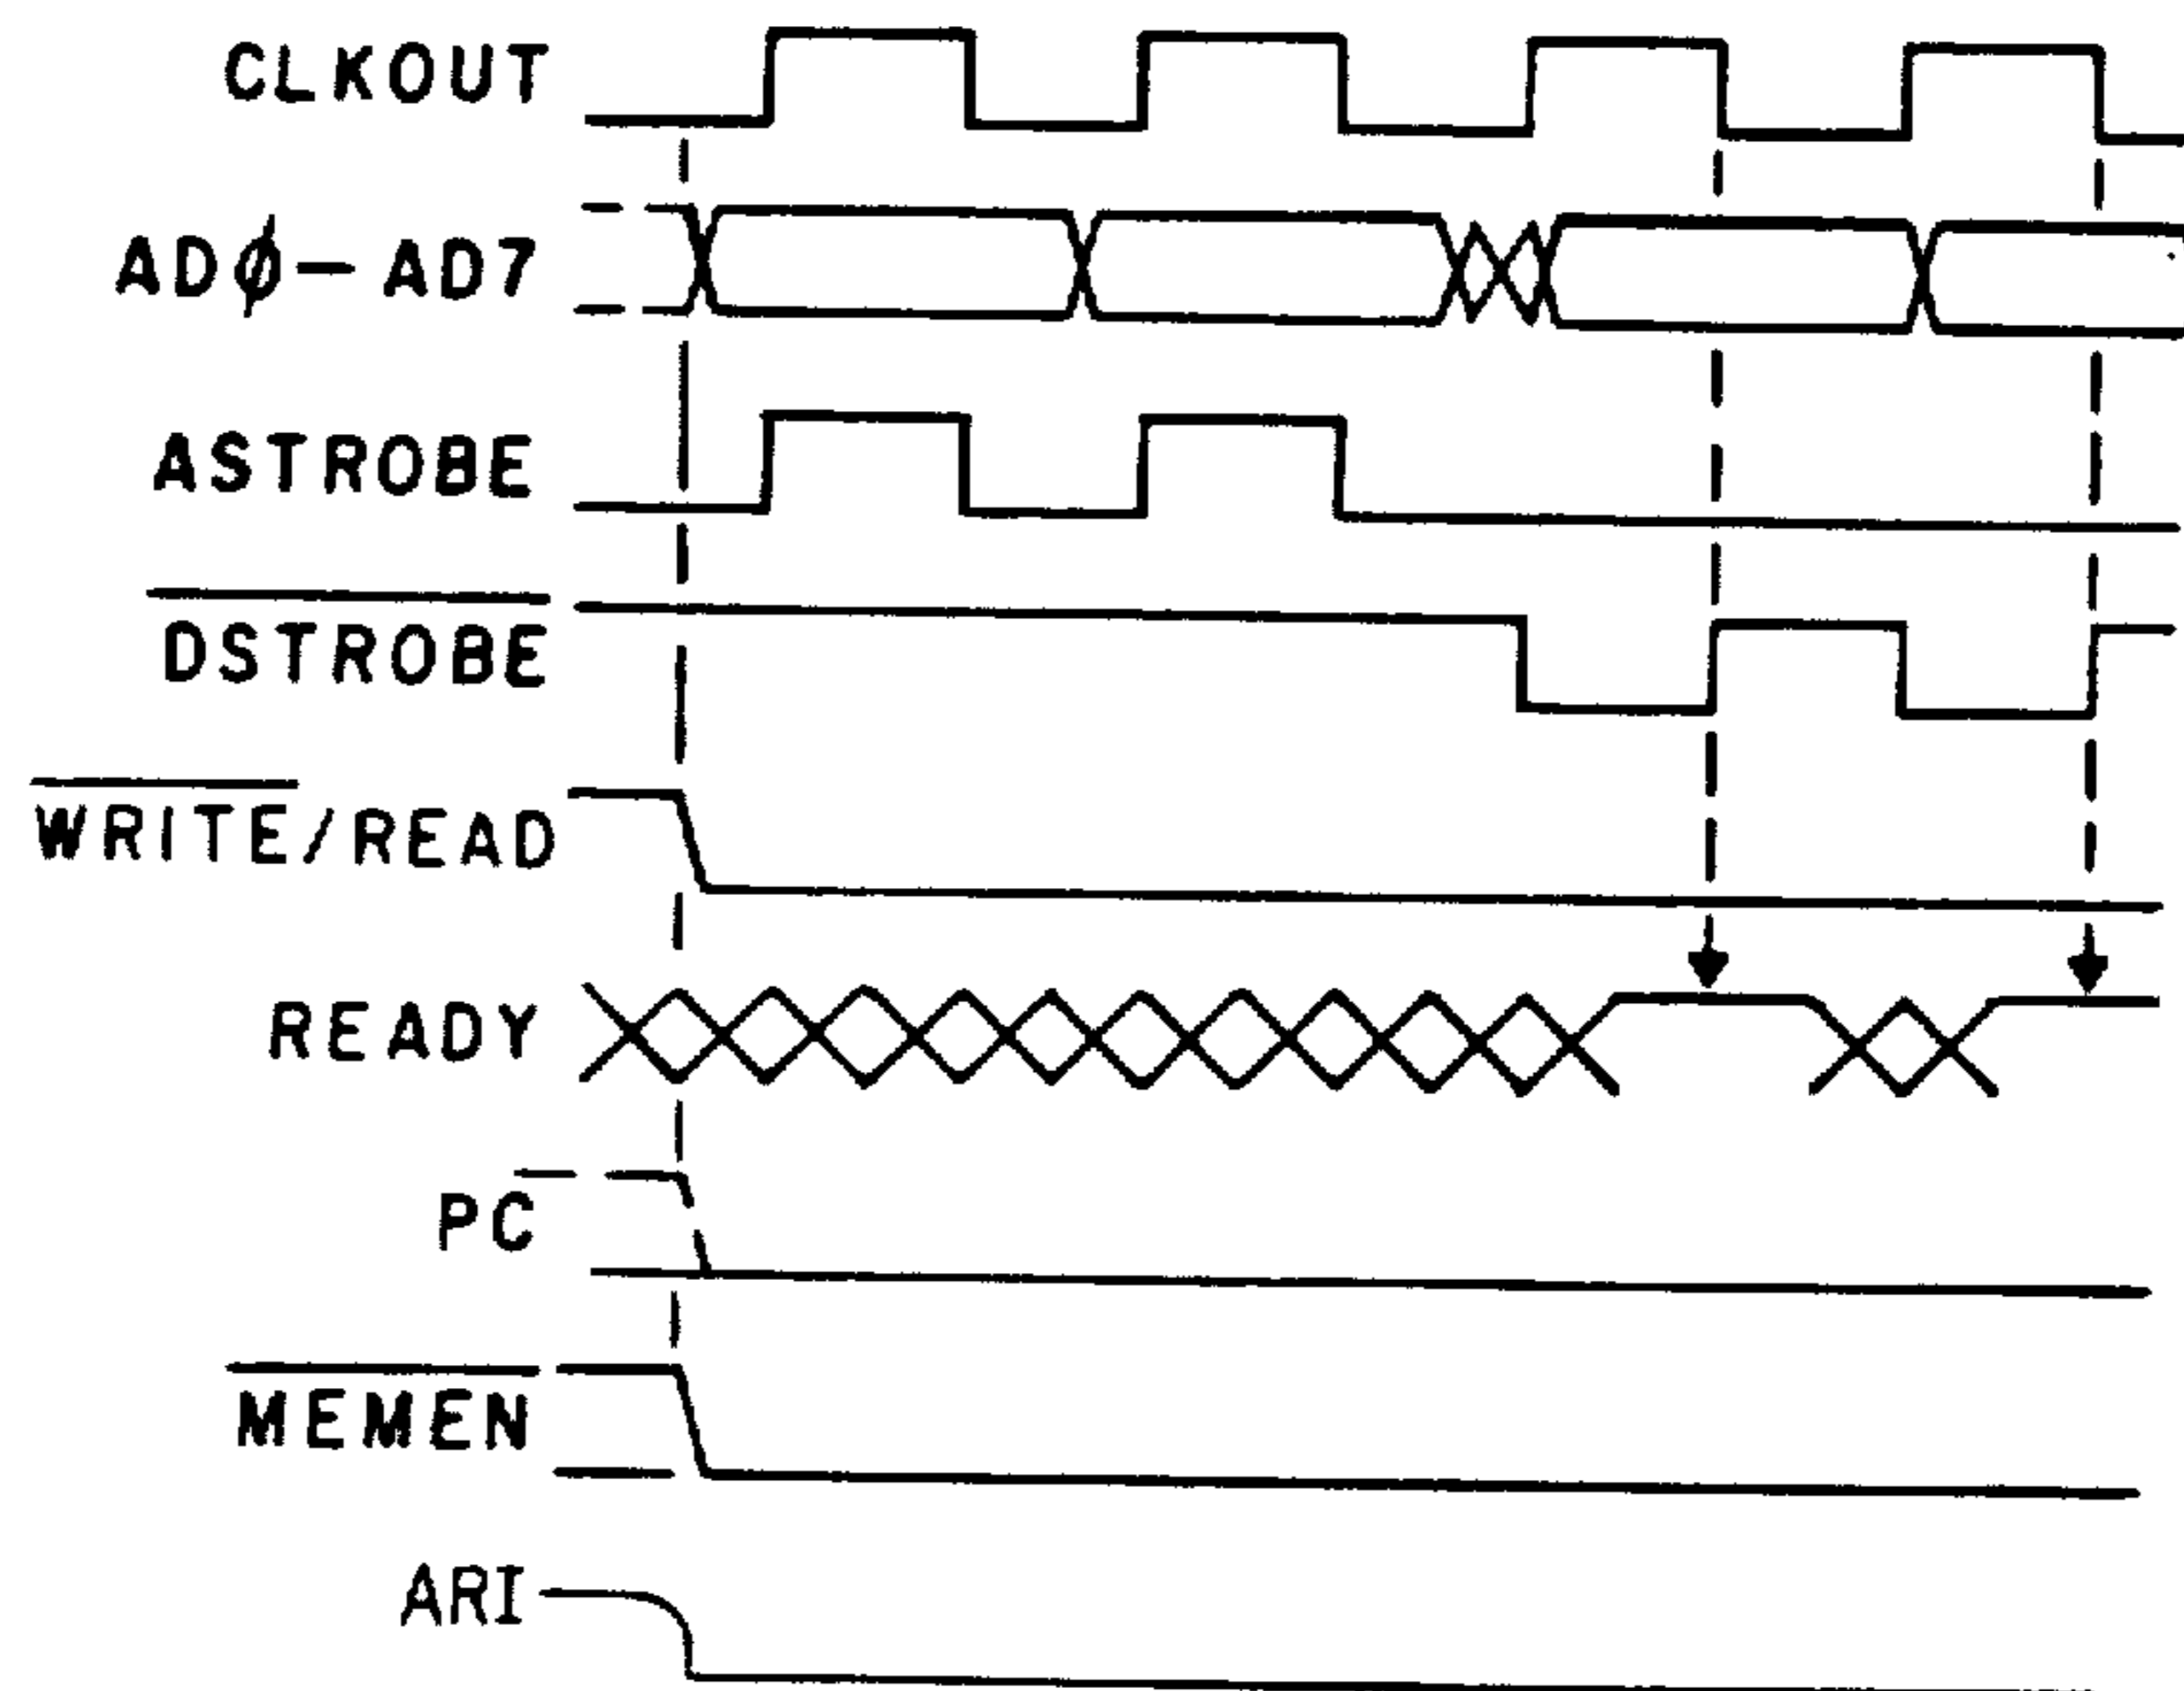 CLKOUT
ADØ-AD7
ASTROBE
DSTROBE
WRITE/READ
READY
PC
MEMEN
ARI